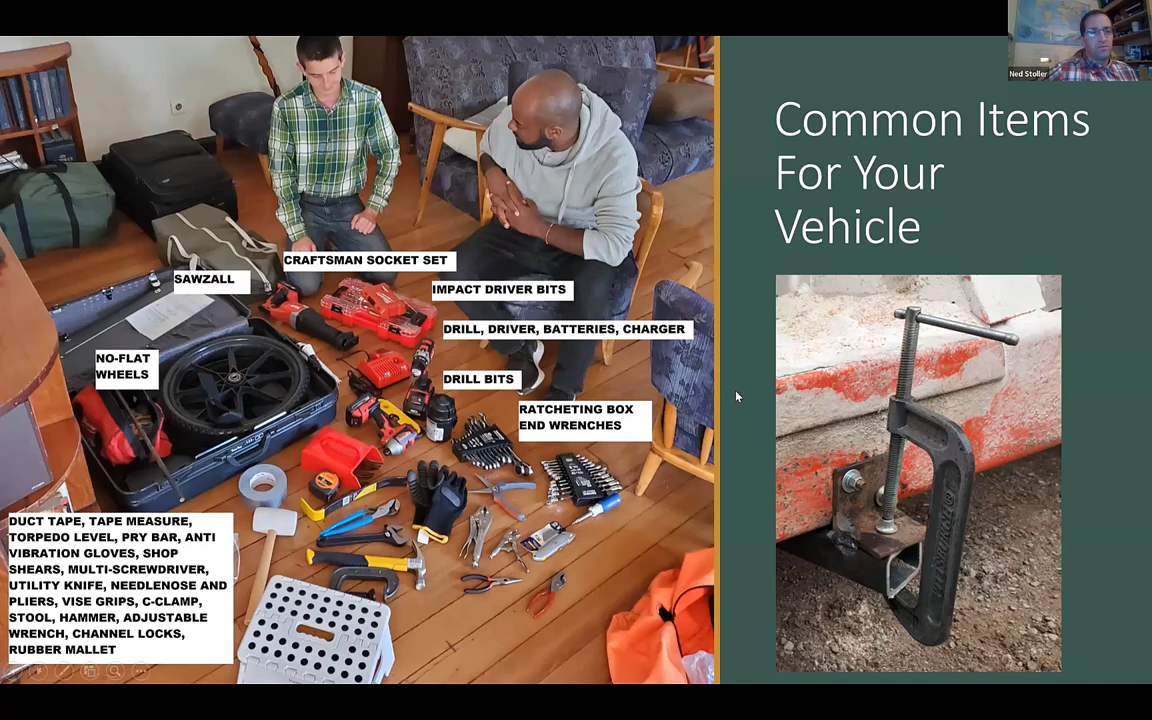 Ned Stoller
Common Items
For Your
Vehicle
CRAFTSMAN SOCKET SET
SAWZALL
IMPACT DRIVER BITS
DRILL, DRIVER, BATTERIES, CHARGER
NO-FLAT
WHEELS
DRILL BITS
RATCHETING BOX
END WRENCHES
DUCT TAPE, TAPE MEASURE,
TORPEDO LEVEL, PRY BAR, ANTI
VIBRATION GLOVES, SHOP
SHEARS, MULTI-SCREWDRIVER,
UTILITY KNIFE, NEEDLENOSE AND
PLIERS, VISE GRIPS, C-CLAMP,
STOOL, HAMMER, ADJUSTABLE
WRENCH, CHANNEL LOCKS,
RUBBER MALLET